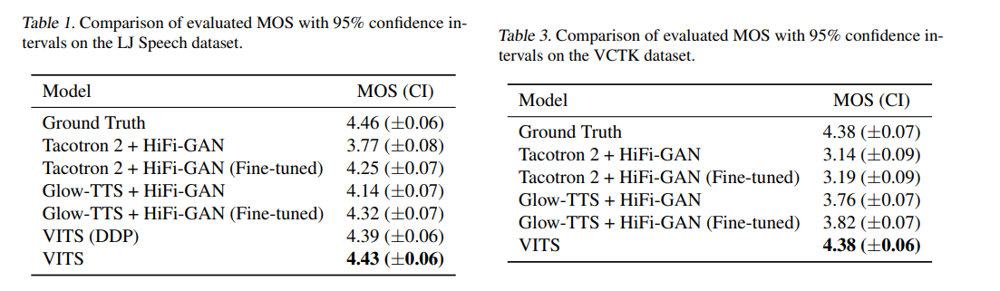 Table 1. Comparison of evaluated MOS with 95% confidence in-
tervals on the LJ Speech dataset.
Model MOS (CI)
Ground Truth 4.46 (±0.06)
Tacotron 2 + HiFi-GAN 3.77 (±0.08)
Tacotron 2 + HiFi-GAN (Fine-tuned) 4.25 (±0.07)
Glow-TTS + HiFi-GAN 4.14 (±0.07)
Glow-TTS + HiFi-GAN (Fine-tuned) 4.32 (±0.07)
VITS (DDP) 4.39 (±0.06)
VITS 4.43 (±0.06)
Table 3. Comparison of evaluated MOS with 95% confidence in-
tervals on the VCTK dataset.
Model MOS (CI)
Ground Truth 4.38 (±0.07)
Tacotron 2 + HiFi-GAN 3.14 (±0.09)
Tacotron 2 + HiFi-GAN (Fine-tuned) 3.19 (±0.09)
Glow-TTS + HiFi-GAN 3.76 (±0.07)
Glow-TTS + HiFi-GAN (Fine-tuned) 3.82 (±0.07)
VITS 4.38 (±0.06)